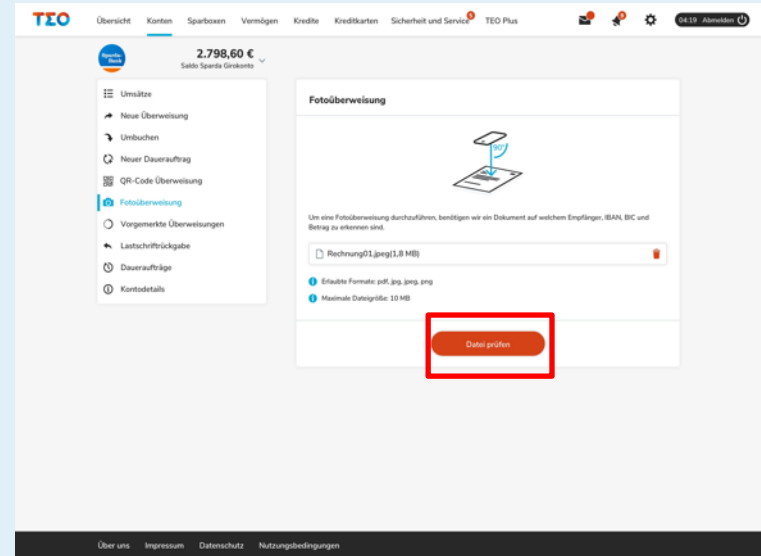 TEO Übersicht Konten Sparboxen Vermögen Kredite Kreditkarten Sicherheit und Service TEO Plus 04:19 Abmelden
Sparda-Bank
2.798,60 €
Saldo Sparda Girokonto
Umsätze
Neue Überweisung
Umbuchen
Neuer Dauerauftrag
QR-Code Überweisung
Fotoüberweisung
Vorgemerkte Überweisungen
Lastschriftrückgabe
Daueraufträge
Kontodetails
Fotoüberweisung
90°
Um eine Fotoüberweisung durchzuführen, benötigen wir ein Dokument auf welchem Empfänger, IBAN, BIC und
Betrag zu erkennen sind.
Rechnung01.jpeg(1,8 MB)
Erlaubte Formate: pdf, jpg, jpeg, png
Maximale Dateigröße: 10 MB
Datei prüfen
Über uns Impressum Datenschutz Nutzungsbedingungen